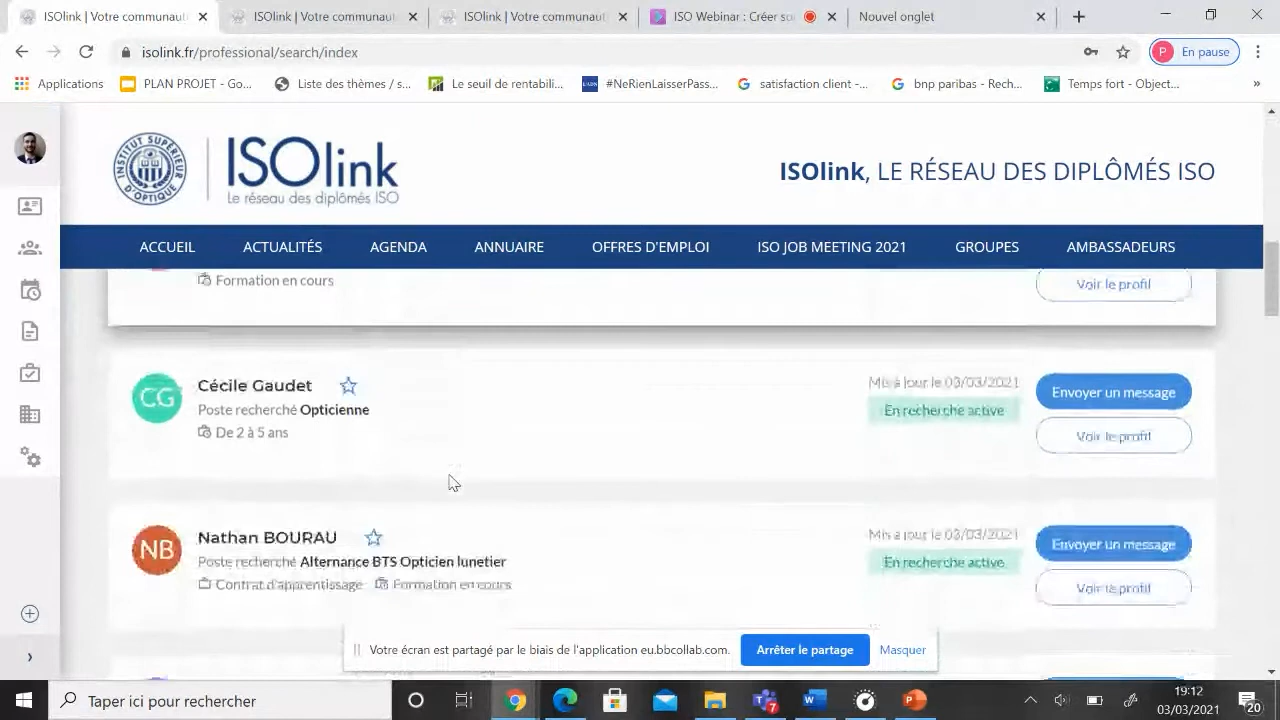 ISOlink | Votre communaut
ISOlink | Votre communaut
ISOlink | Votre communaut
ISO Webinar : Créer so
Nouvel onglet
isolink.fr/professional/search/index
P
En pause
Applications
PLAN PROJET - Go...
Liste des thèmes / s...
Le seuil de rentabili...
#NeRienLaisserPass...
satisfaction client -...
bnp paribas - Rech...
Temps fort - Object...
»
INSTITUT SUPÉRIEUR D'OPTIQUE
ISOlink
Le réseau des diplômés ISO
ISOlink, LE RÉSEAU DES DIPLÔMÉS ISO
ACCUEIL
ACTUALITÉS
AGENDA
ANNUAIRE
OFFRES D'EMPLOI
ISO JOB MEETING 2021
GROUPES
AMBASSADEURS
Formation en cours
Voir le profil
CG
Cécile Gaudet
Poste recherché Opticienne
De 2 à 5 ans
Mis à jour le 03/03/2021
En recherche active
Envoyer un message
Voir le profil
NB
Nathan BOURAU
Poste recherché Alternance BTS Opticien lunetier
Contrat d'apprentissage
Formation en cours
Mis à jour le 03/03/2021
En recherche active
Envoyer un message
Voir le profil
Votre écran est partagé par le biais de l'application eu.bbcollab.com.
Arrêter le partage
Masquer
Taper ici pour rechercher
7
19:12
03/03/2021
20